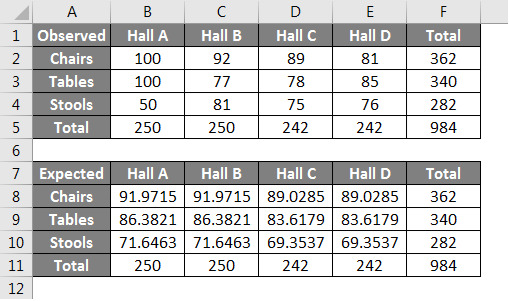 A B C D E F
1 Observed Hall A Hall B Hall C Hall D Total
2 Chairs 100 92 89 81 362
3 Tables 100 77 78 85 340
4 Stools 50 81 75 76 282
5 Total 250 250 242 242 984
6
7 Expected Hall A Hall B Hall C Hall D Total
8 Chairs 91.9715 91.9715 89.0285 89.0285 362
9 Tables 86.3821 86.3821 83.6179 83.6179 340
10 Stools 71.6463 71.6463 69.3537 69.3537 282
11 Total 250 250 242 242 984
12